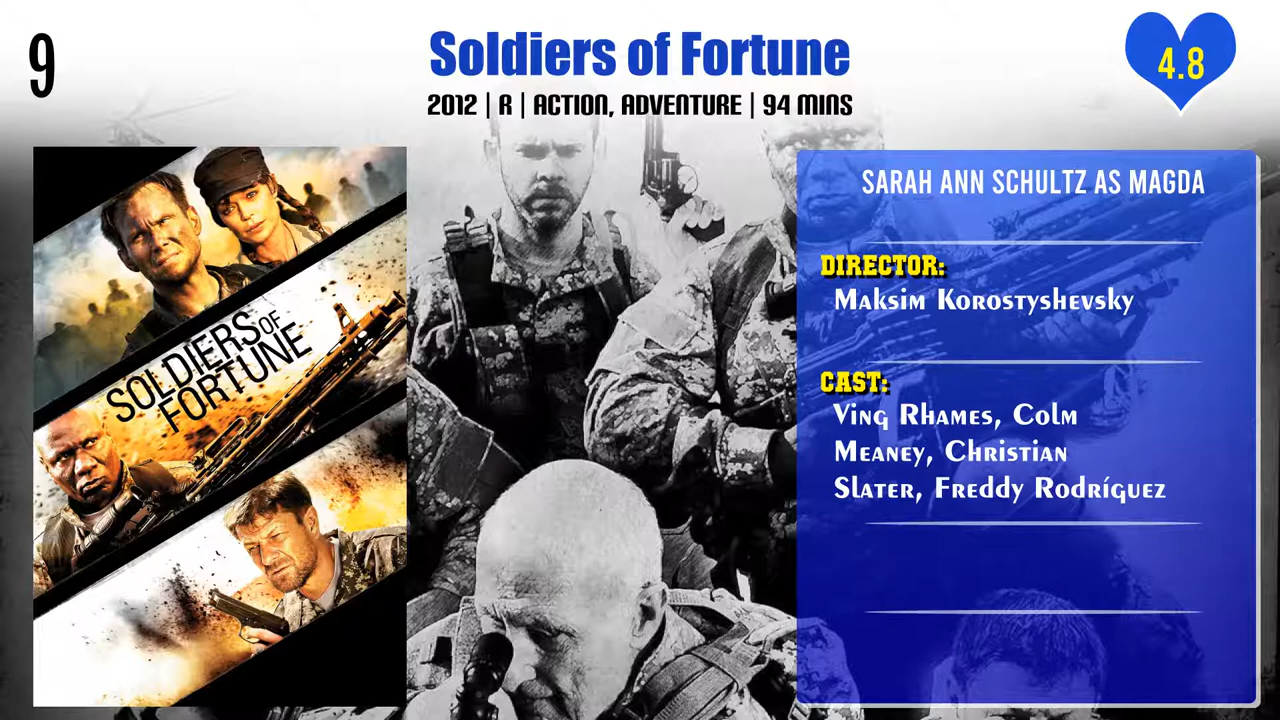 9
Soldiers of Fortune
4.8
2012 | R | ACTION, ADVENTURE | 94 MINS
SOLDIERS OF
FORTUNE
SARAH ANN SCHULTZ AS MAGDA
DIRECTOR:
Maksim Korostyshevsky
CAST:
Ving Rhames, Colm
Meaney, Christian
Slater, Freddy Rodríguez